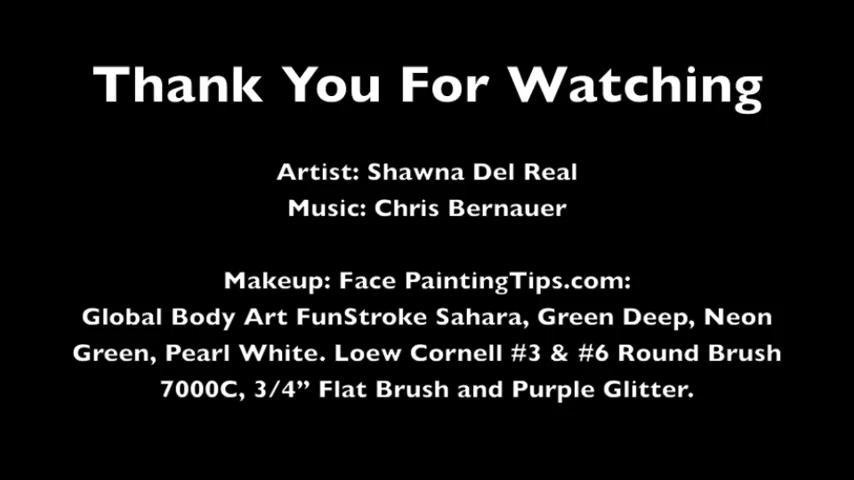 Thank You For Watching
Artist: Shawna Del Real
Music: Chris Bernauer
Makeup: Face PaintingTips.com:
Global Body Art FunStroke Sahara, Green Deep, Neon
Green, Pearl White. Loew Cornell #3 & #6 Round Brush
7000C, 3/4” Flat Brush and Purple Glitter.